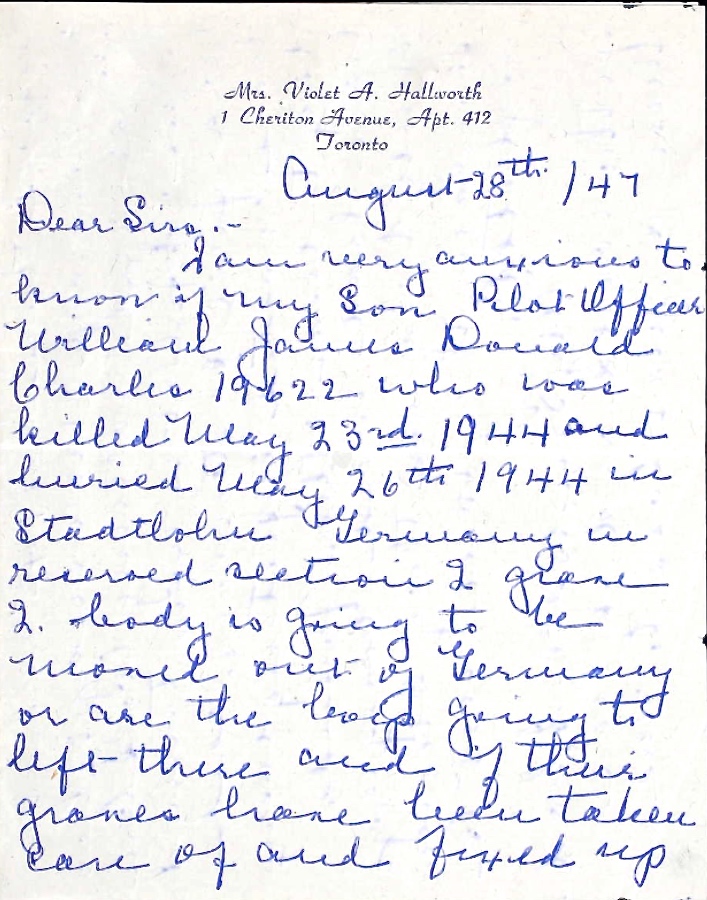 Mrs. Violet A. Hallworth
1 Cheriton Avenue, Apt. 412
Toronto
August 28th. /47
Dear Sirs.-
I am very anxious to
know if my Son Pilot Officer
William James Donald
Charles 19622 who was
killed May 23rd. 1944 and
buried May 26th 1944 in
Stadtlohn Germany in
reserved section 2 grave
2. body is going to be
moved out of Germany
or are the boys going to
left there and if their
graves have been taken
care of and fixed up